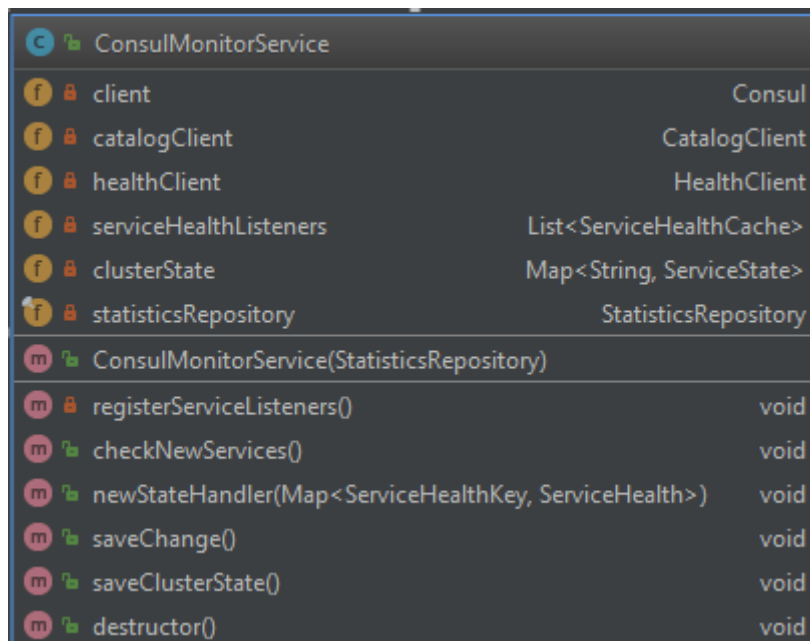 ConsulMonitorService
client Consul
catalogClient CatalogClient
healthClient HealthClient
serviceHealthListeners List<ServiceHealthCache>
clusterState Map<String, ServiceState>
statisticsRepository StatisticsRepository
ConsulMonitorService(StatisticsRepository)
registerServiceListeners() void
checkNewServices() void
newStateHandler(Map<ServiceHealthKey, ServiceHealth>) void
saveChange() void
saveClusterState() void
destructor() void